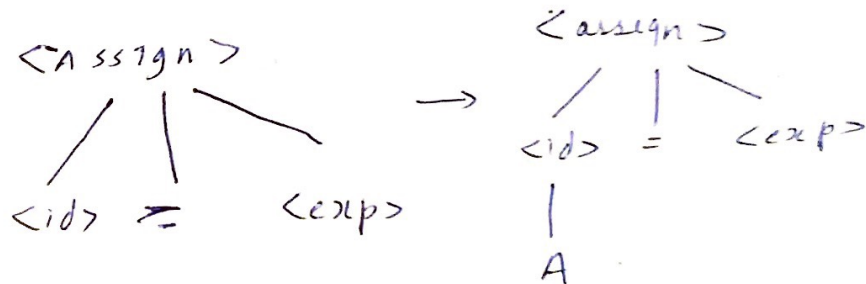 <Assign>
<id> = <exp>
→
<assign>
<id> = <exp>
A